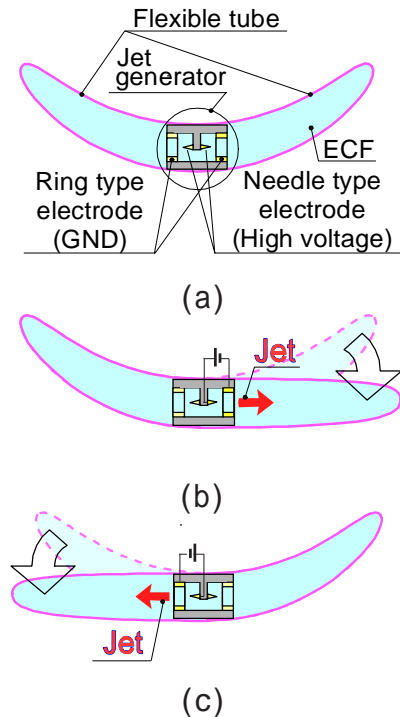 Flexible tube
Jet
generator
ECF
Ring type
electrode
(GND)
Needle type
electrode
(High voltage)
(a)
Jet
(b)
Jet
(c)